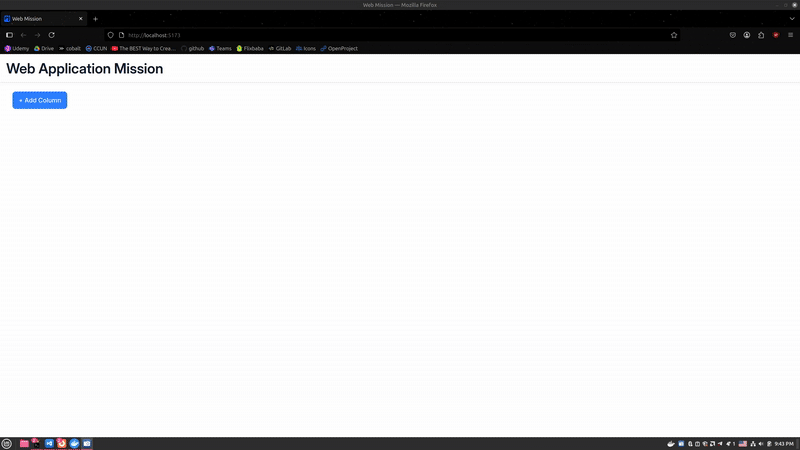 Web Mission — Mozilla Firefox
Web Mission
http://localhost:5173
Udemy Drive cobalt CCUN The BEST Way to Crea... github Teams Flixbaba GitLab Icons OpenProject
Web Application Mission
+ Add Column
9:43 PM